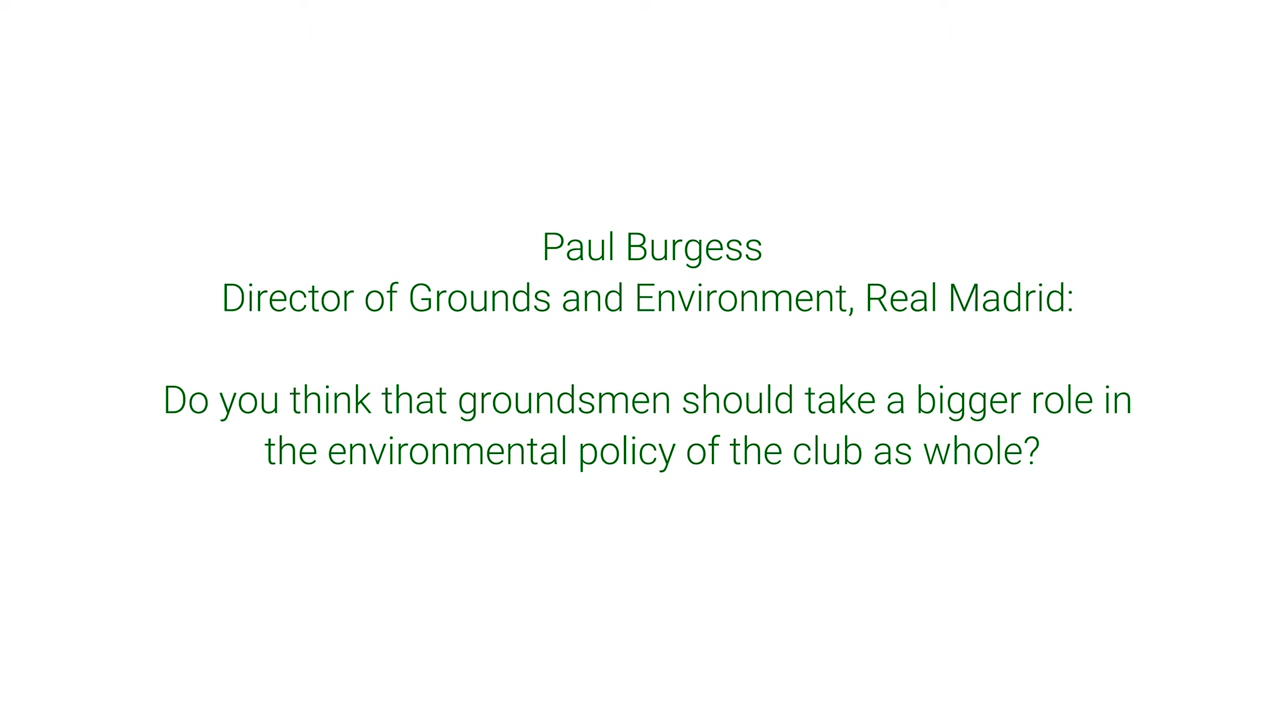 Paul Burgess
Director of Grounds and Environment, Real Madrid:
Do you think that groundsmen should take a bigger role in
the environmental policy of the club as whole?